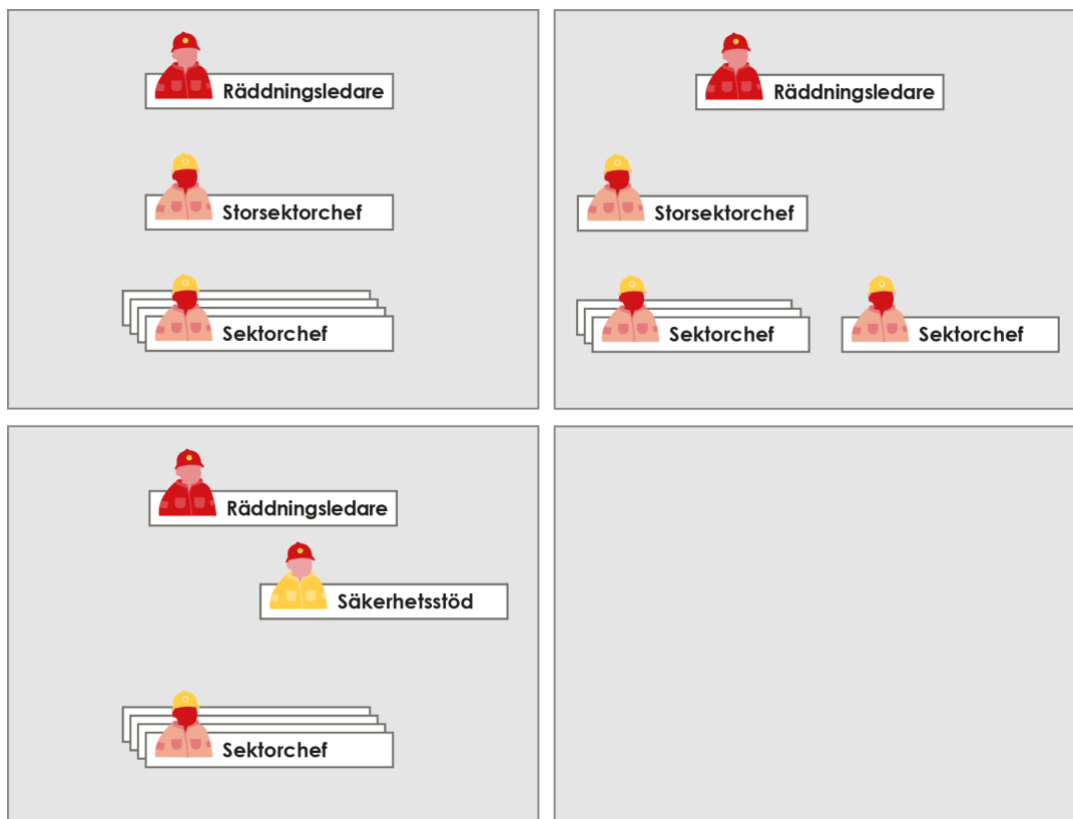 Räddningsledare
Storsektorchef
Sektorchef
Räddningsledare
Storsektorchef
Sektorchef
Sektorchef
Räddningsledare
Säkerhetsstöd
Sektorchef